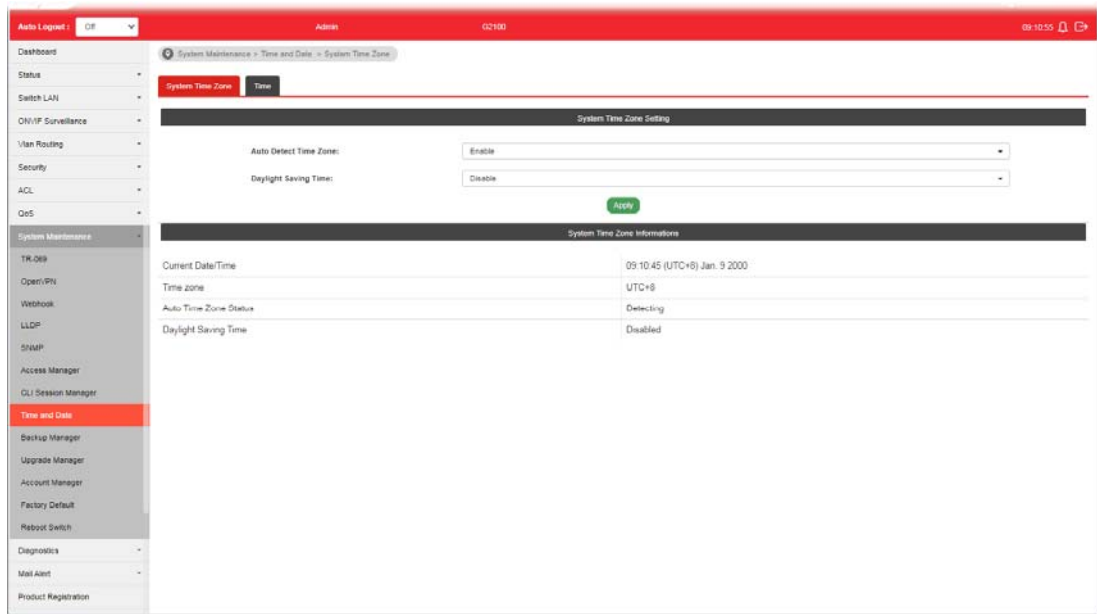 Auto Logout : Off Admin G2100 09:10:55
Dashboard
Status
Switch LAN
ONVIF Surveillance
Vlan Routing
Security
ACL
QoS
System Maintenance
TR-069
OpenVPN
Webhook
LLDP
SNMP
Access Manager
CLI Session Manager
Time and Date
Backup Manager
Upgrade Manager
Account Manager
Factory Default
Reboot Switch
Diagnostics
Mail Alert
Product Registration
System Maintenance > Time and Date > System Time Zone
System Time Zone Time
System Time Zone Setting
Auto Detect Time Zone: Enable
Daylight Saving Time: Disable
Apply
System Time Zone Informations
Current Date/Time 09:10:45 (UTC+8) Jan. 9 2000
Time zone UTC+8
Auto Time Zone Status Detecting
Daylight Saving Time Disabled